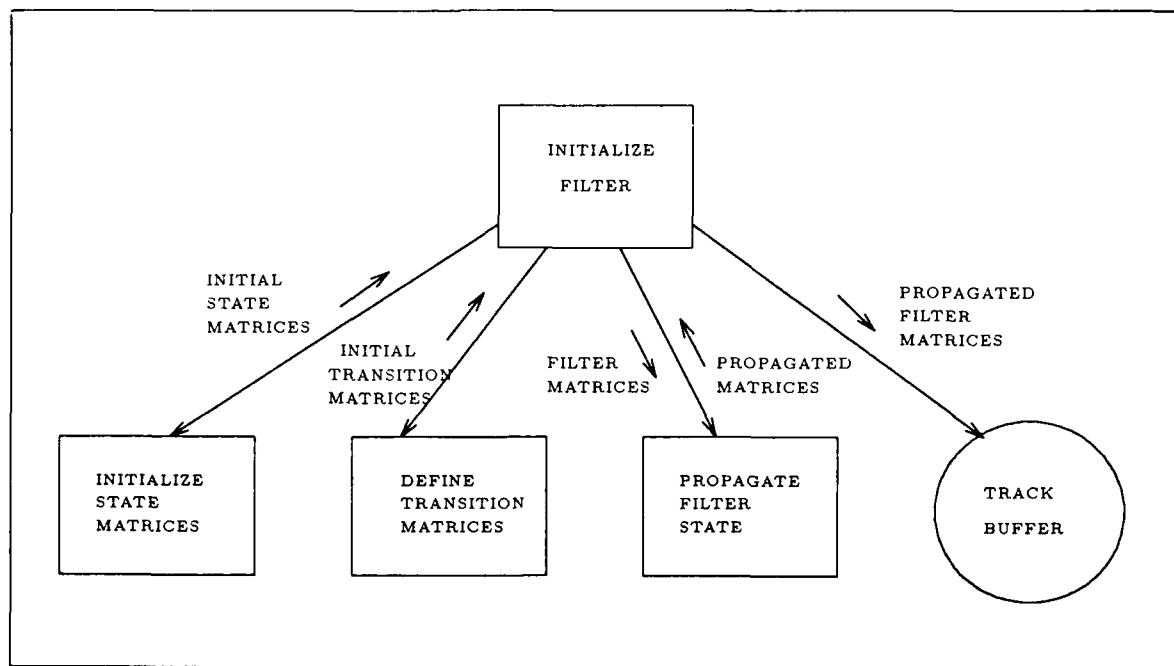 INITIALIZE
FILTER
INITIAL
STATE
MATRICES
INITIAL
TRANSITION
MATRICES
FILTER
MATRICES
PROPAGATED
MATRICES
PROPAGATED
FILTER
MATRICES
INITIALIZE
STATE
MATRICES
DEFINE
TRANSITION
MATRICES
PROPAGATE
FILTER
STATE
TRACK
BUFFER